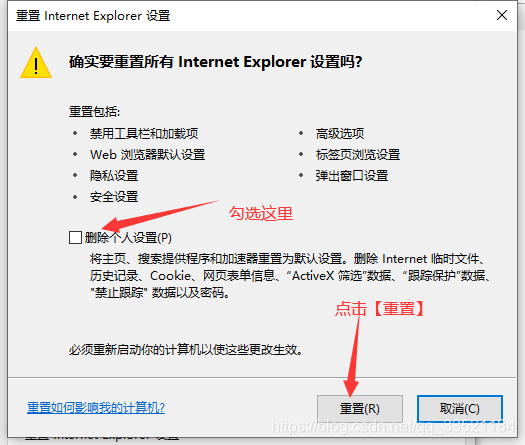 重置 Internet Explorer 设置
确实要重置所有 Internet Explorer 设置吗?
重置包括:
• 禁用工具栏和加载项
• 高级选项
• Web 浏览器默认设置
• 标签页浏览设置
• 隐私设置
• 弹出窗口设置
• 安全设置
勾选这里
删除个人设置(P)
将主页、搜索提供程序和加速器重置为默认设置。删除 Internet 临时文件、
历史记录、Cookie、网页表单信息、“ActiveX 筛选”数据、“跟踪保护”数据、
"禁止跟踪" 数据以及密码。
点击【重置】
必须重新启动你的计算机以使这些更改生效。
重置如何影响我的计算机?
重置(R)
取消(C)
重置 Internet Explorer 设置